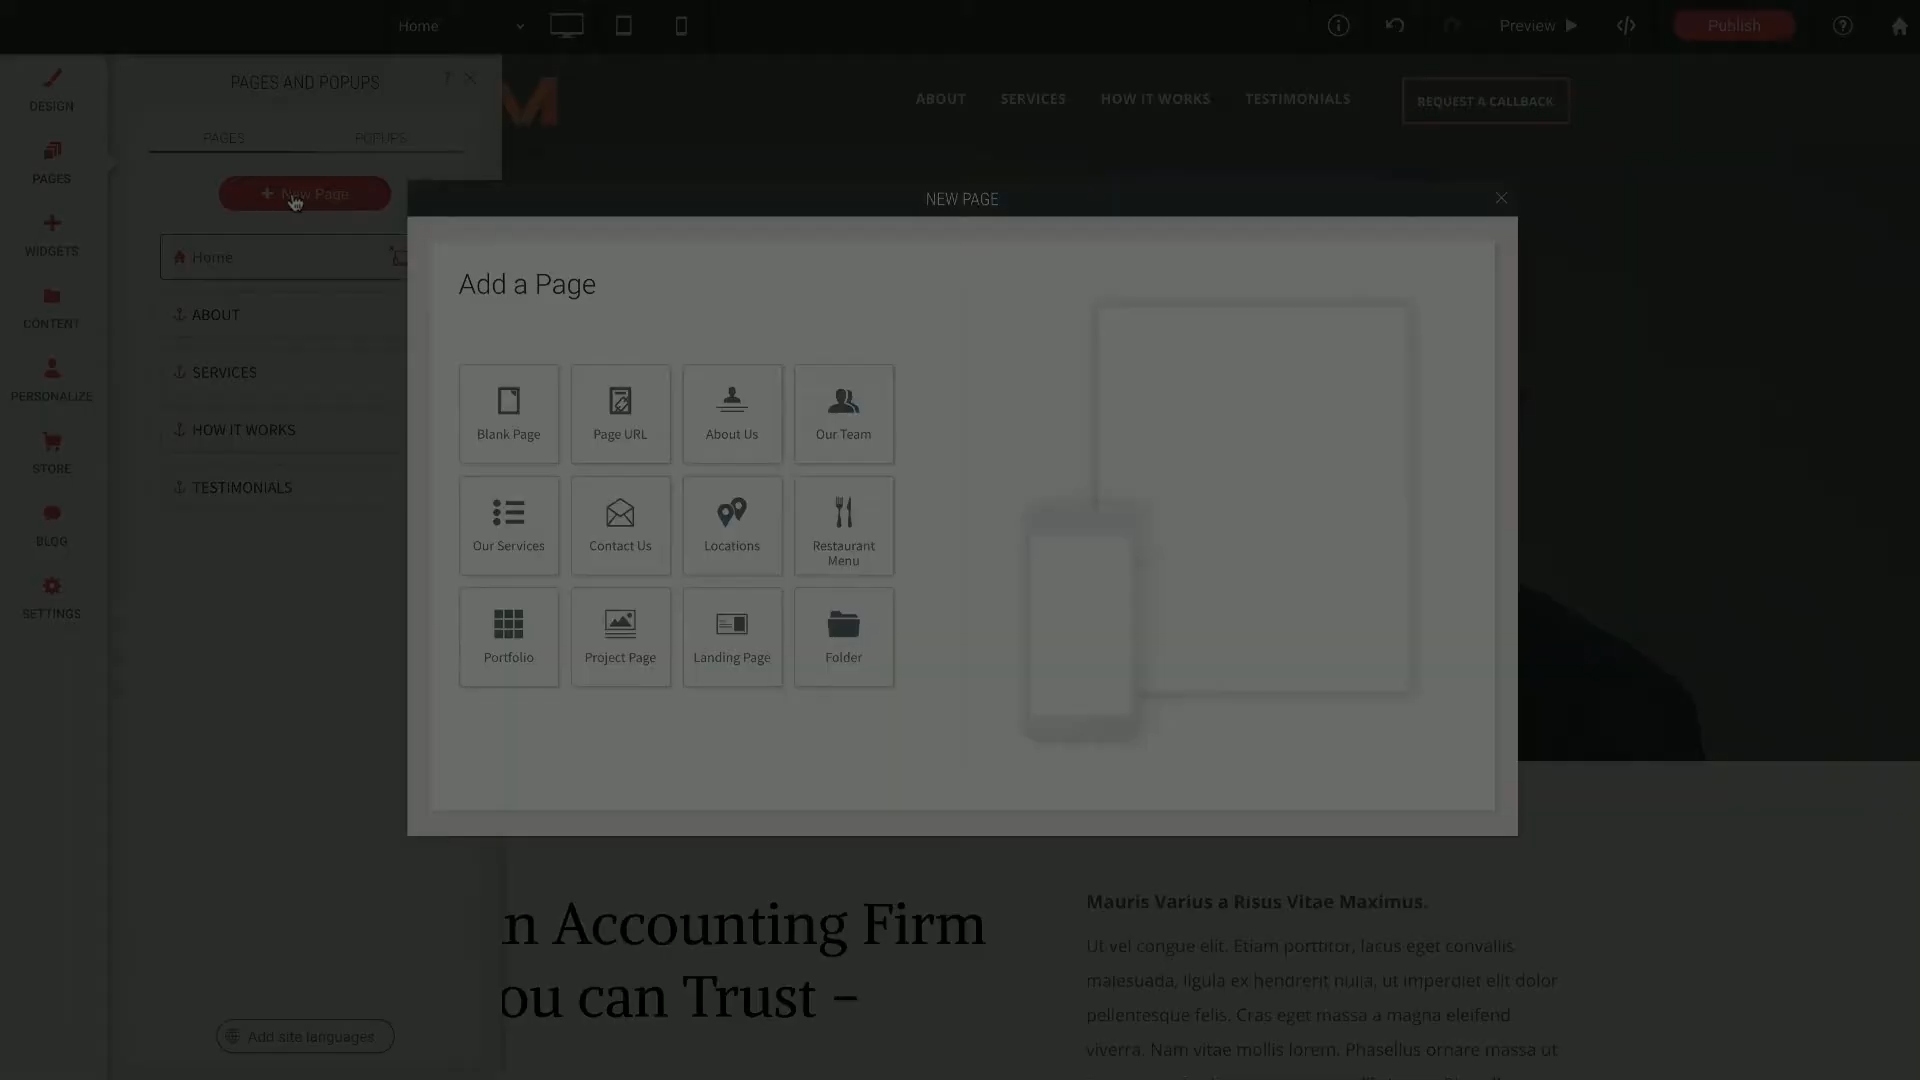 Home
Preview
Publish
DESIGN
PAGES
WIDGETS
CONTENT
PERSONALIZE
STORE
BLOG
SETTINGS
PAGES AND POPUPS
?
PAGES
POPUPS
+ New Page
Home
ABOUT
SERVICES
HOW IT WORKS
TESTIMONIALS
Add site languages
M
ABOUT
SERVICES
HOW IT WORKS
TESTIMONIALS
REQUEST A CALLBACK
NEW PAGE
Add a Page
Blank Page
Page URL
About Us
Our Team
Our Services
Contact Us
Locations
Restaurant
Menu
Portfolio
Project Page
Landing Page
Folder
n Accounting Firm
ou can Trust –
Mauris Varius a Risus Vitae Maximus.
Ut vel congue elit. Etiam porttitor, lacus eget convallis
malesuada, ligula ex hendrerit nulla, ut imperdiet elit dolor
pellentesque felis. Cras eget massa a magna eleifend
viverra. Nam vitae mollis lorem. Phasellus ornare massa ut